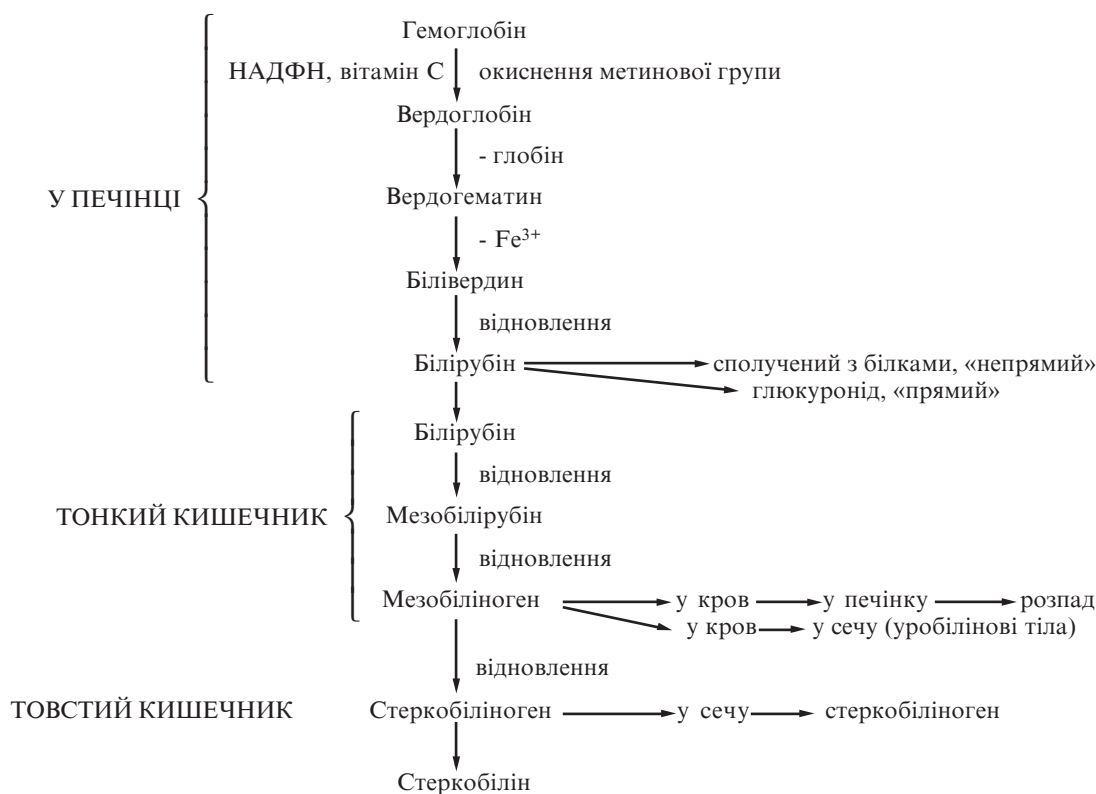 Гемоглобін
НАДФН, вітамін С окиснення метинової групи
Вердоглобін
- глобін
У ПЕЧІНЦІ Вердогематин
- Fe³⁺
Білівердин
відновлення
Білірубін сполучений з білками, «непрямий»
глюкуронід, «прямий»
Білірубін
відновлення
ТОНКИЙ КИШЕЧНИК Мезобілірубін
відновлення
Мезобіліноген у кров у печінку розпад
у кров у сечу (уробілінові тіла)
відновлення
ТОВСТИЙ КИШЕЧНИК Стеркобіліноген у сечу стеркобіліноген
Стеркобілін